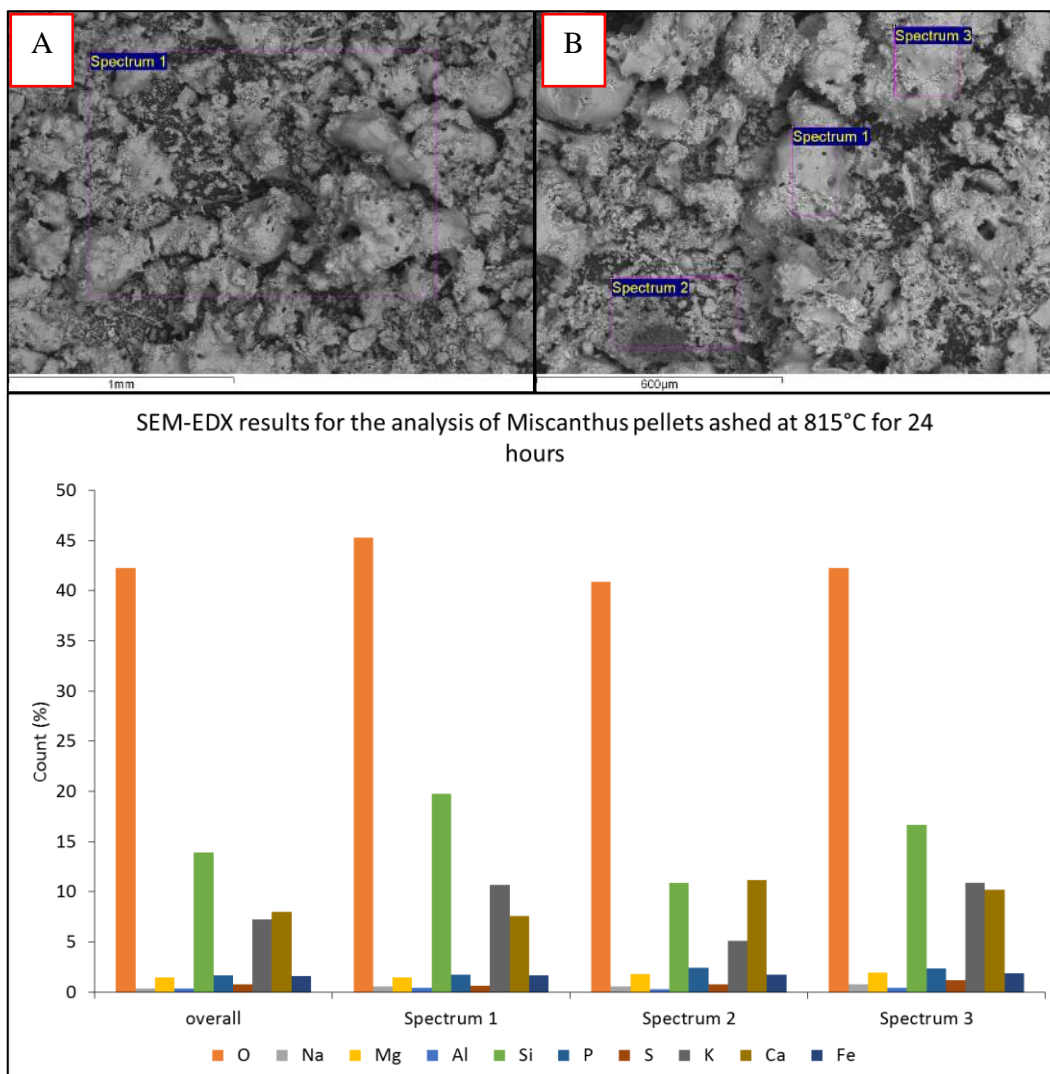 A
Spectrum 1
1mm
B
Spectrum 3
Spectrum 1
Spectrum 2
600µm
SEM-EDX results for the analysis of Miscanthus pellets ashed at 815°C for 24
hours
Count (%)
50
45
40
35
30
25
20
15
10
5
0
overall Spectrum 1 Spectrum 2 Spectrum 3
O Na Mg Al Si P S K Ca Fe